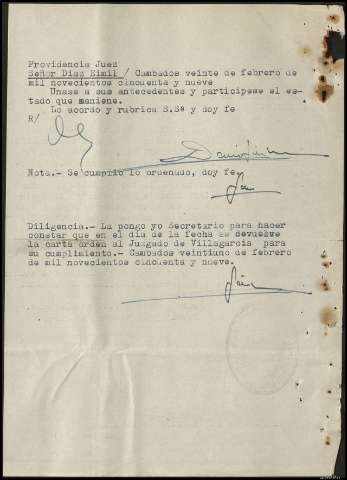 Providencia Juez
Señor Diaz Eimil / Cambados veinte de febrero de
mil novecientos cincuenta y nueve
Unase a sus antecedentes y participese el es-
tado que maniene.
Lo acordo y rubrica S.Sª y doy fe
R/
Nota.- Se cumplio lo ordenado, doy fe.
Diligencia.- La pongo yo Secretario para hacer
constar que en el dia de la fecha se devuelve
la carta orden al Juzgado de Villagarcia para
su cumplimiento.- Cambados veintiuno de febrero
de mil novecientos cincuenta y nueve.